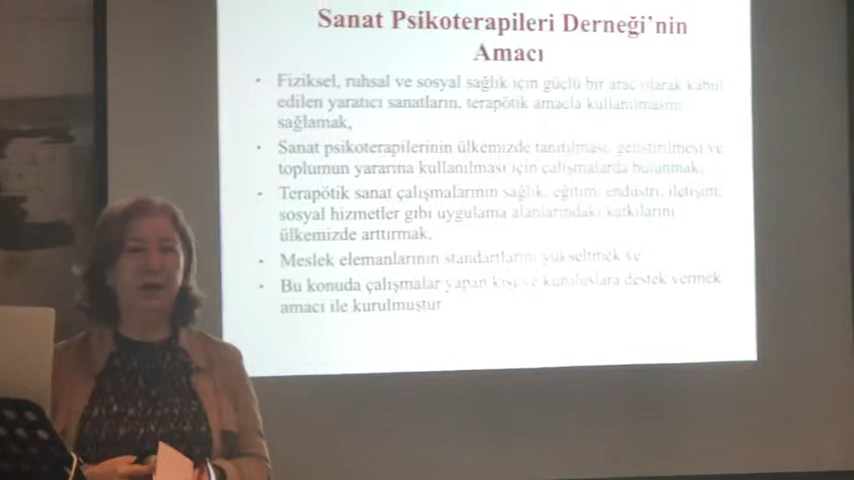 Sanat Psikoterapileri Derneği'nin
Amacı
• Fiziksel, ruhsal ve sosyal sağlık için güçlü bir araç olarak kabul
edilen yaratıcı sanatların, terapötik amaçla kullanılmasını
sağlamak,
• Sanat psikoterapilerinin ülkemizde tanıtılması, geliştirilmesi ve
toplumun yararına kullanılması için çalışmalarda bulunmak,
• Terapötik sanat çalışmalarının sağlık, eğitim, endüstri, iletişim,
sosyal hizmetler gibi uygulama alanlarındaki katkılarını
ülkemizde arttırmak,
• Meslek elemanlarının standartlarını yükseltmek ve
• Bu konuda çalışmalar yapan kişi ve kuruluşlara destek vermek
amacı ile kurulmuştur